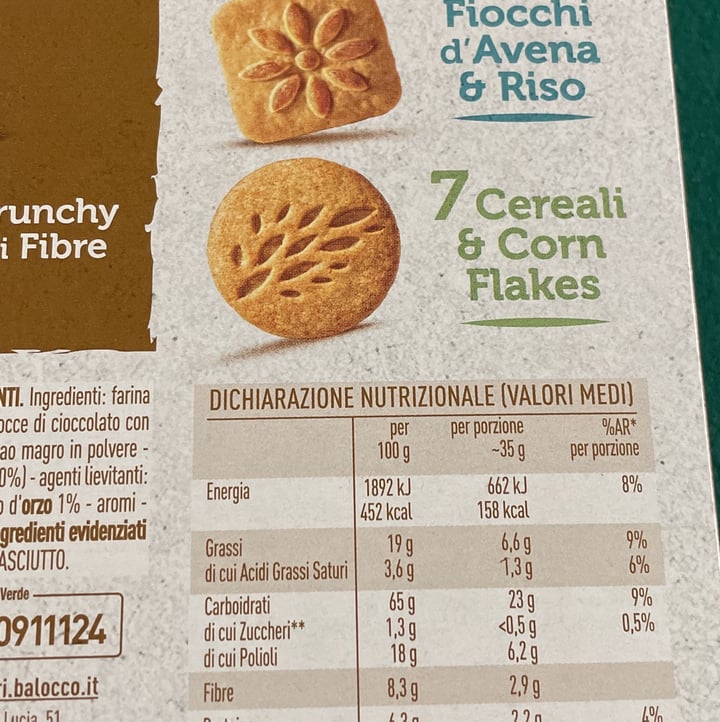 Fiocchi
d'Avena
& Riso
7 Cereali
& Corn
Flakes
runchy
i Fibre
NTI. Ingredienti: farina
occe di cioccolato con
ao magro in polvere -
0%) - agenti lievitanti:
o d'orzo 1% - aromi -
gredienti evidenziati
ASCIUTTO.
Verde
0911124
ri.balocco.it
Lucia, 51
DICHIARAZIONE NUTRIZIONALE (VALORI MEDI)
per per porzione %AR*
100 g ~35 g per porzione
Energia 1892 kJ 662 kJ 8%
452 kcal 158 kcal
Grassi 19 g 6,6 g 9%
di cui Acidi Grassi Saturi 3,6 g 1,3 g 6%
Carboidrati 65 g 23 g 9%
di cui Zuccheri** 1,3 g <0,5 g 0,5%
di cui Polioli 18 g 6,2 g
Fibre 8,3 g 2,9 g